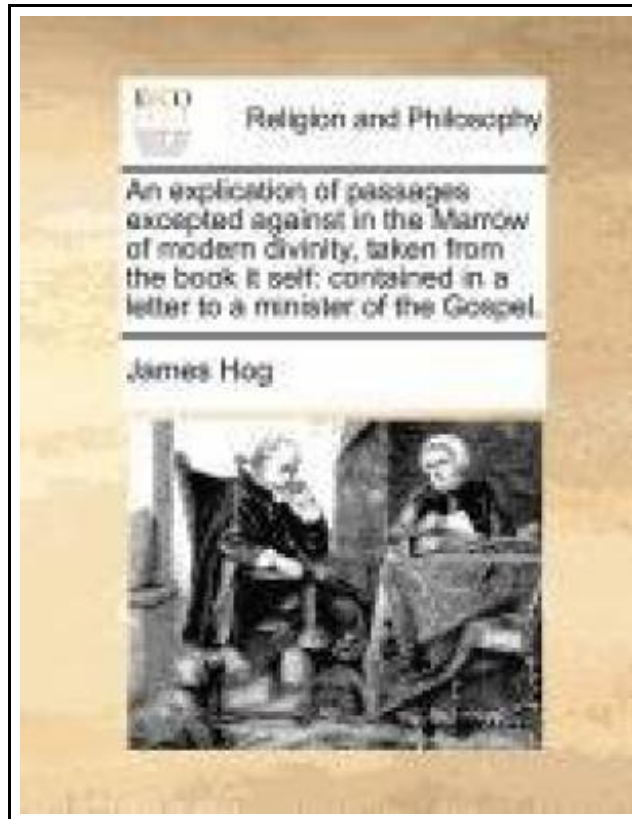 ECCO
Religion and Philosophy
An explication of passages
excepted against in the Marrow
of modern divinity, taken from
the book it self: contained in a
letter to a minister of the Gospel.
James Hog